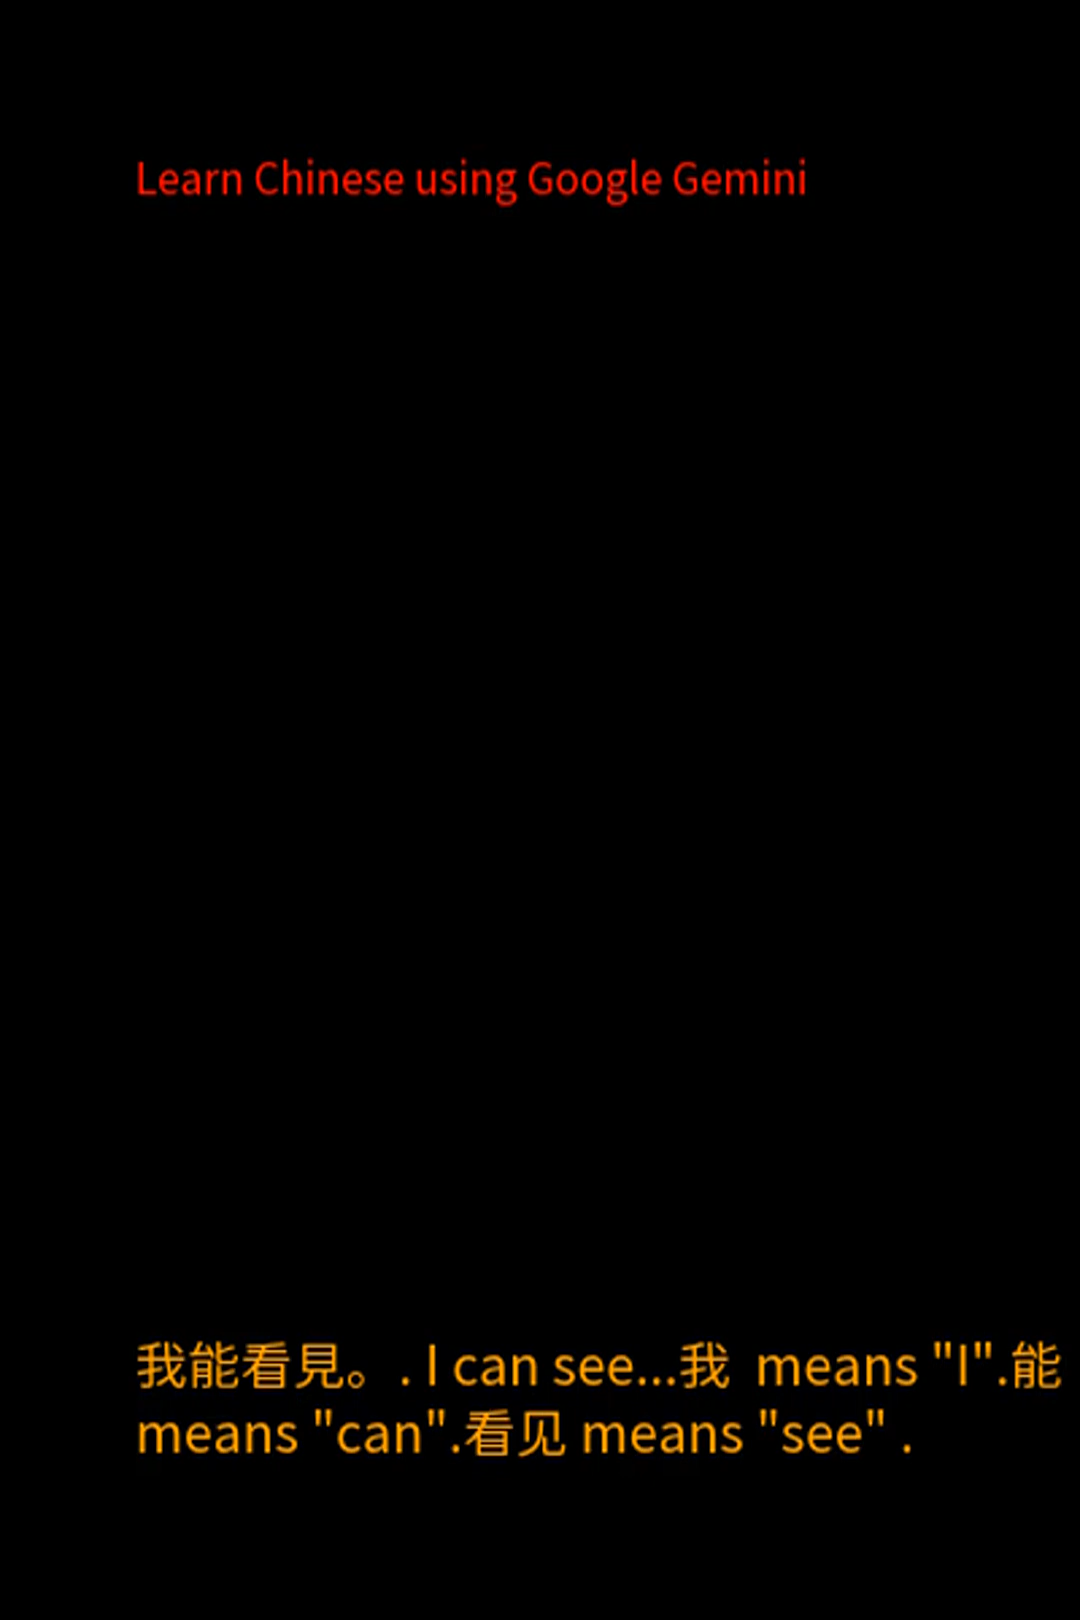 Learn Chinese using Google Gemini
我能看見。. I can see...我 means "I".能
means "can".看见 means "see" .